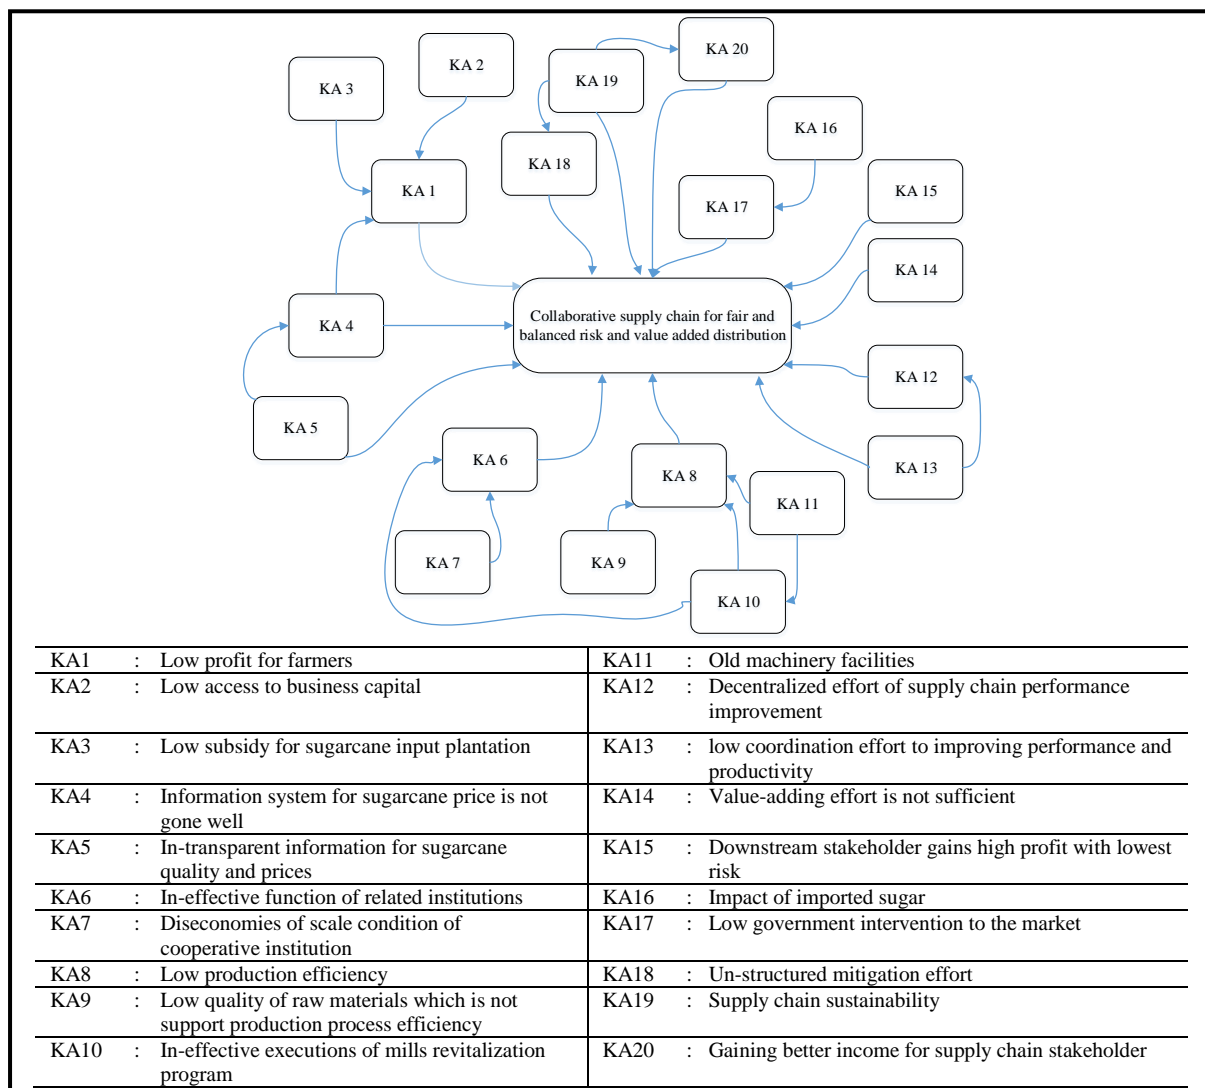 KA 20
KA 2
KA 19
KA 3
KA 16
KA 18
KA 1
KA 15
KA 17
KA 14
Collaborative supply chain for fair and
balanced risk and value added distribution
KA 4
KA 12
KA 5
KA 6
KA 8
KA 13
KA 11
KA 7
KA 9
KA 10
KA1 : Low profit for farmers
KA11 : Old machinery facilities
KA2 : Low access to business capital
KA12 : Decentralized effort of supply chain performance
improvement
KA3 : Low subsidy for sugarcane input plantation
KA13 : low coordination effort to improving performance and
productivity
KA4 : Information system for sugarcane price is not
gone well
KA14 : Value-adding effort is not sufficient
KA5 : In-transparent information for sugarcane
quality and prices
KA15 : Downstream stakeholder gains high profit with lowest
risk
KA6 : In-effective function of related institutions
KA16 : Impact of imported sugar
KA7 : Diseconomies of scale condition of
cooperative institution
KA17 : Low government intervention to the market
KA8 : Low production efficiency
KA18 : Un-structured mitigation effort
KA9 : Low quality of raw materials which is not
support production process efficiency
KA19 : Supply chain sustainability
KA10 : In-effective executions of mills revitalization
program
KA20 : Gaining better income for supply chain stakeholder